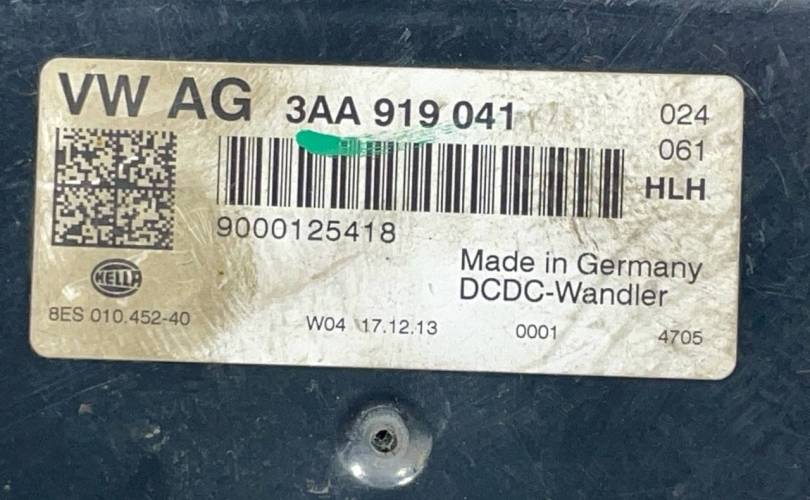 VW AG 3AA 919 041 024
061
HLH
9000125418
Made in Germany
DCDC-Wandler
HELLA
8ES 010.452-40
W04 17.12.13 0001 4705